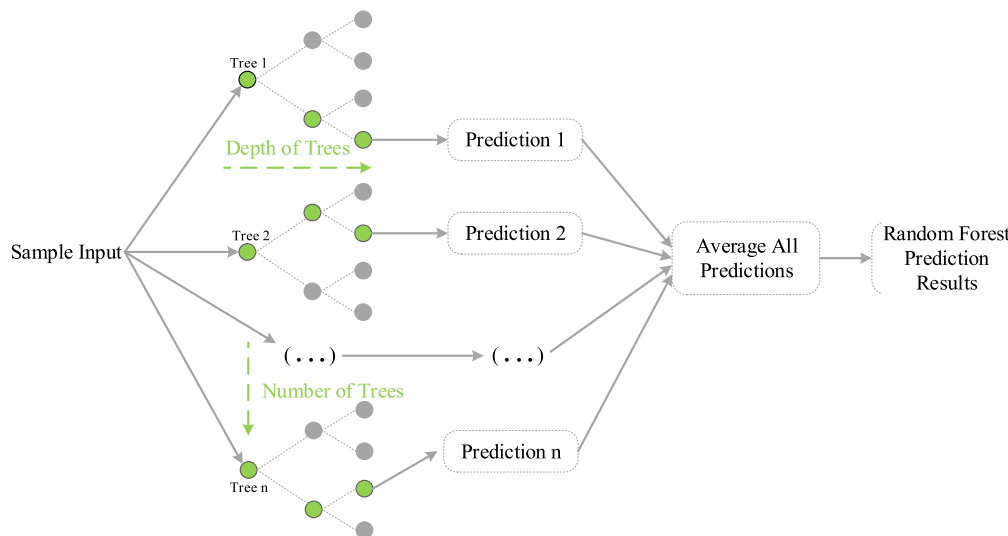 Tree 1
Depth of Trees
Prediction 1
Sample Input
Tree 2
Prediction 2
Average All
Predictions
Random Forest
Prediction
Results
(...)
(...)
Number of Trees
Tree n
Prediction n